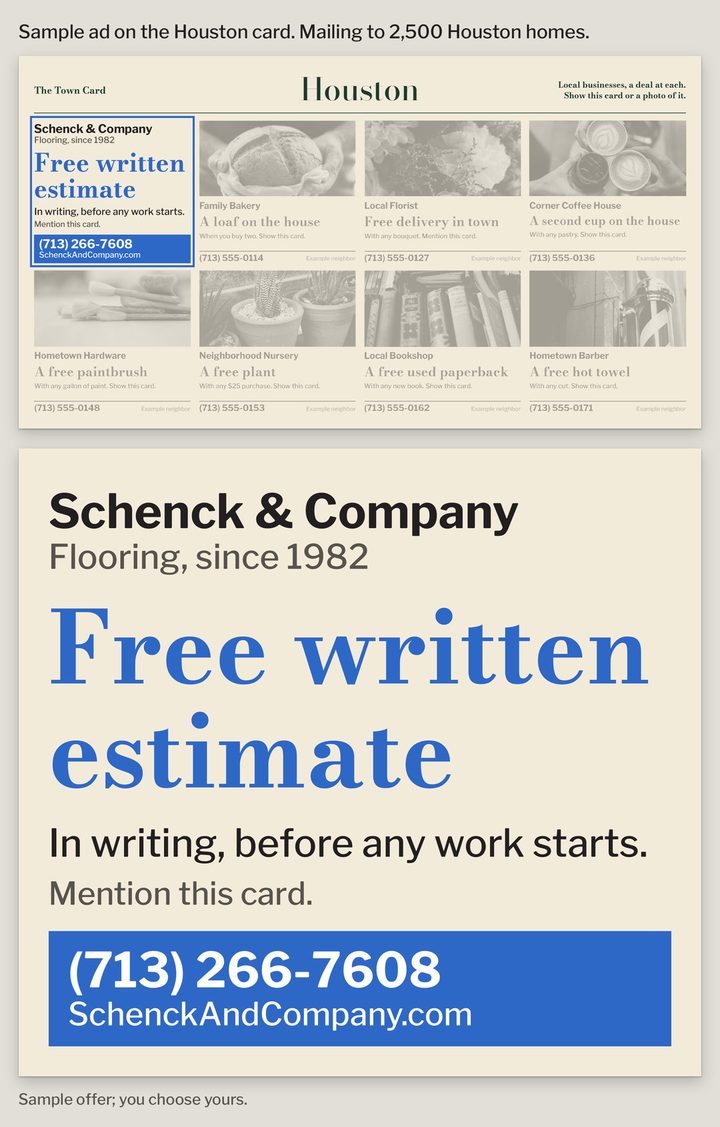 Sample ad on the Houston card. Mailing to 2,500 Houston homes.
The Town Card
Houston
Local businesses, a deal at each.
Show this card or a photo of it.
Schenck & Company
Flooring, since 1982
Free written
estimate
In writing, before any work starts.
Mention this card.
(713) 266-7608
SchenckAndCompany.com
Family Bakery
A loaf on the house
When you buy two. Show this card.
(713) 555-0114
Example neighbor
Local Florist
Free delivery in town
With any bouquet. Mention this card.
(713) 555-0127
Example neighbor
Corner Coffee House
A second cup on the house
With any pastry. Show this card.
(713) 555-0136
Example neighbor
Hometown Hardware
A free paintbrush
With any gallon of paint. Show this card.
(713) 555-0148
Example neighbor
Neighborhood Nursery
A free plant
With any $25 purchase. Show this card.
(713) 555-0153
Example neighbor
Local Bookshop
A free used paperback
With any new book. Show this card.
(713) 555-0162
Example neighbor
Hometown Barber
A free hot towel
With any cut. Show this card.
(713) 555-0171
Example neighbor
Schenck & Company
Flooring, since 1982
Free written
estimate
In writing, before any work starts.
Mention this card.
(713) 266-7608
SchenckAndCompany.com
Sample offer; you choose yours.